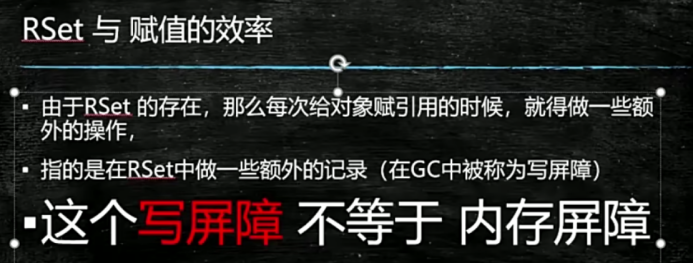 RSet 与 赋值的效率
▪ 由于RSet 的存在，那么每次给对象赋引用的时候，就得做一些额
外的操作，
▪ 指的是在RSet中做一些额外的记录（在GC中被称为写屏障）
▪这个写屏障 不等于 内存屏障